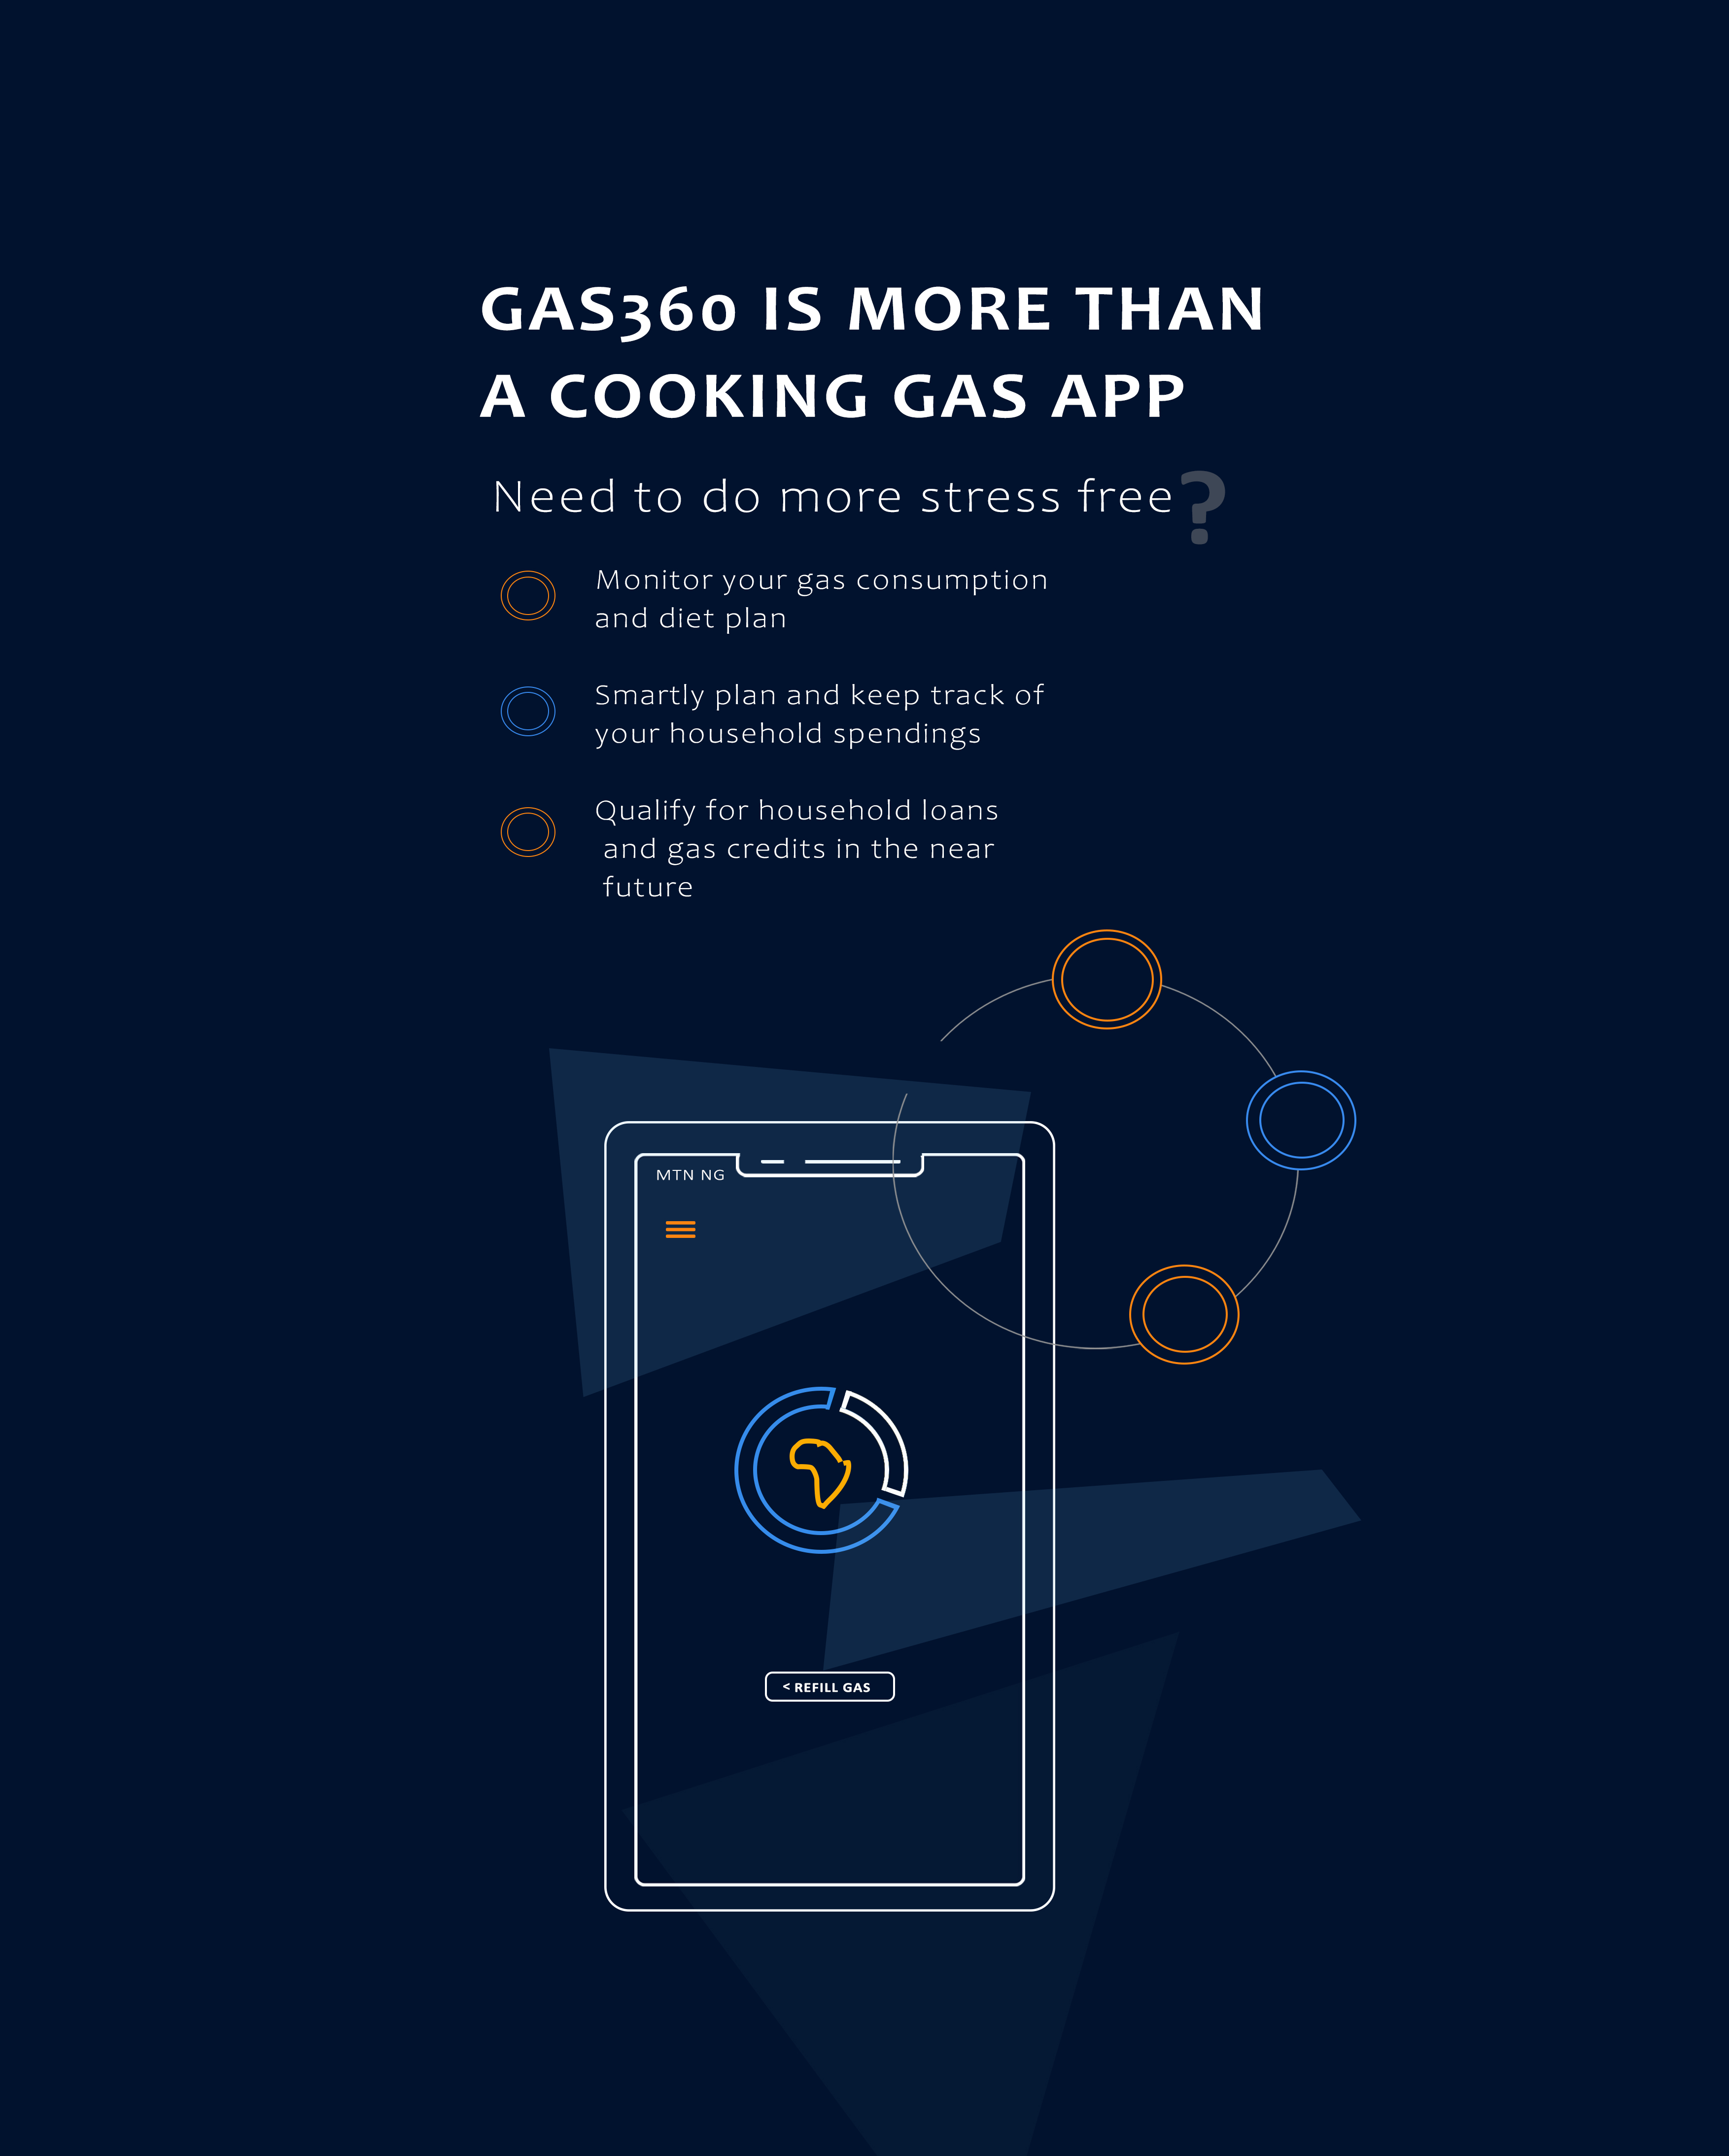 GAS360 IS MORE THAN
A COOKING GAS APP
Need to do more stress free?
Monitor your gas consumption
and diet plan
Smartly plan and keep track of
your household spendings
Qualify for household loans
and gas credits in the near
future
MTN NG
< REFILL GAS